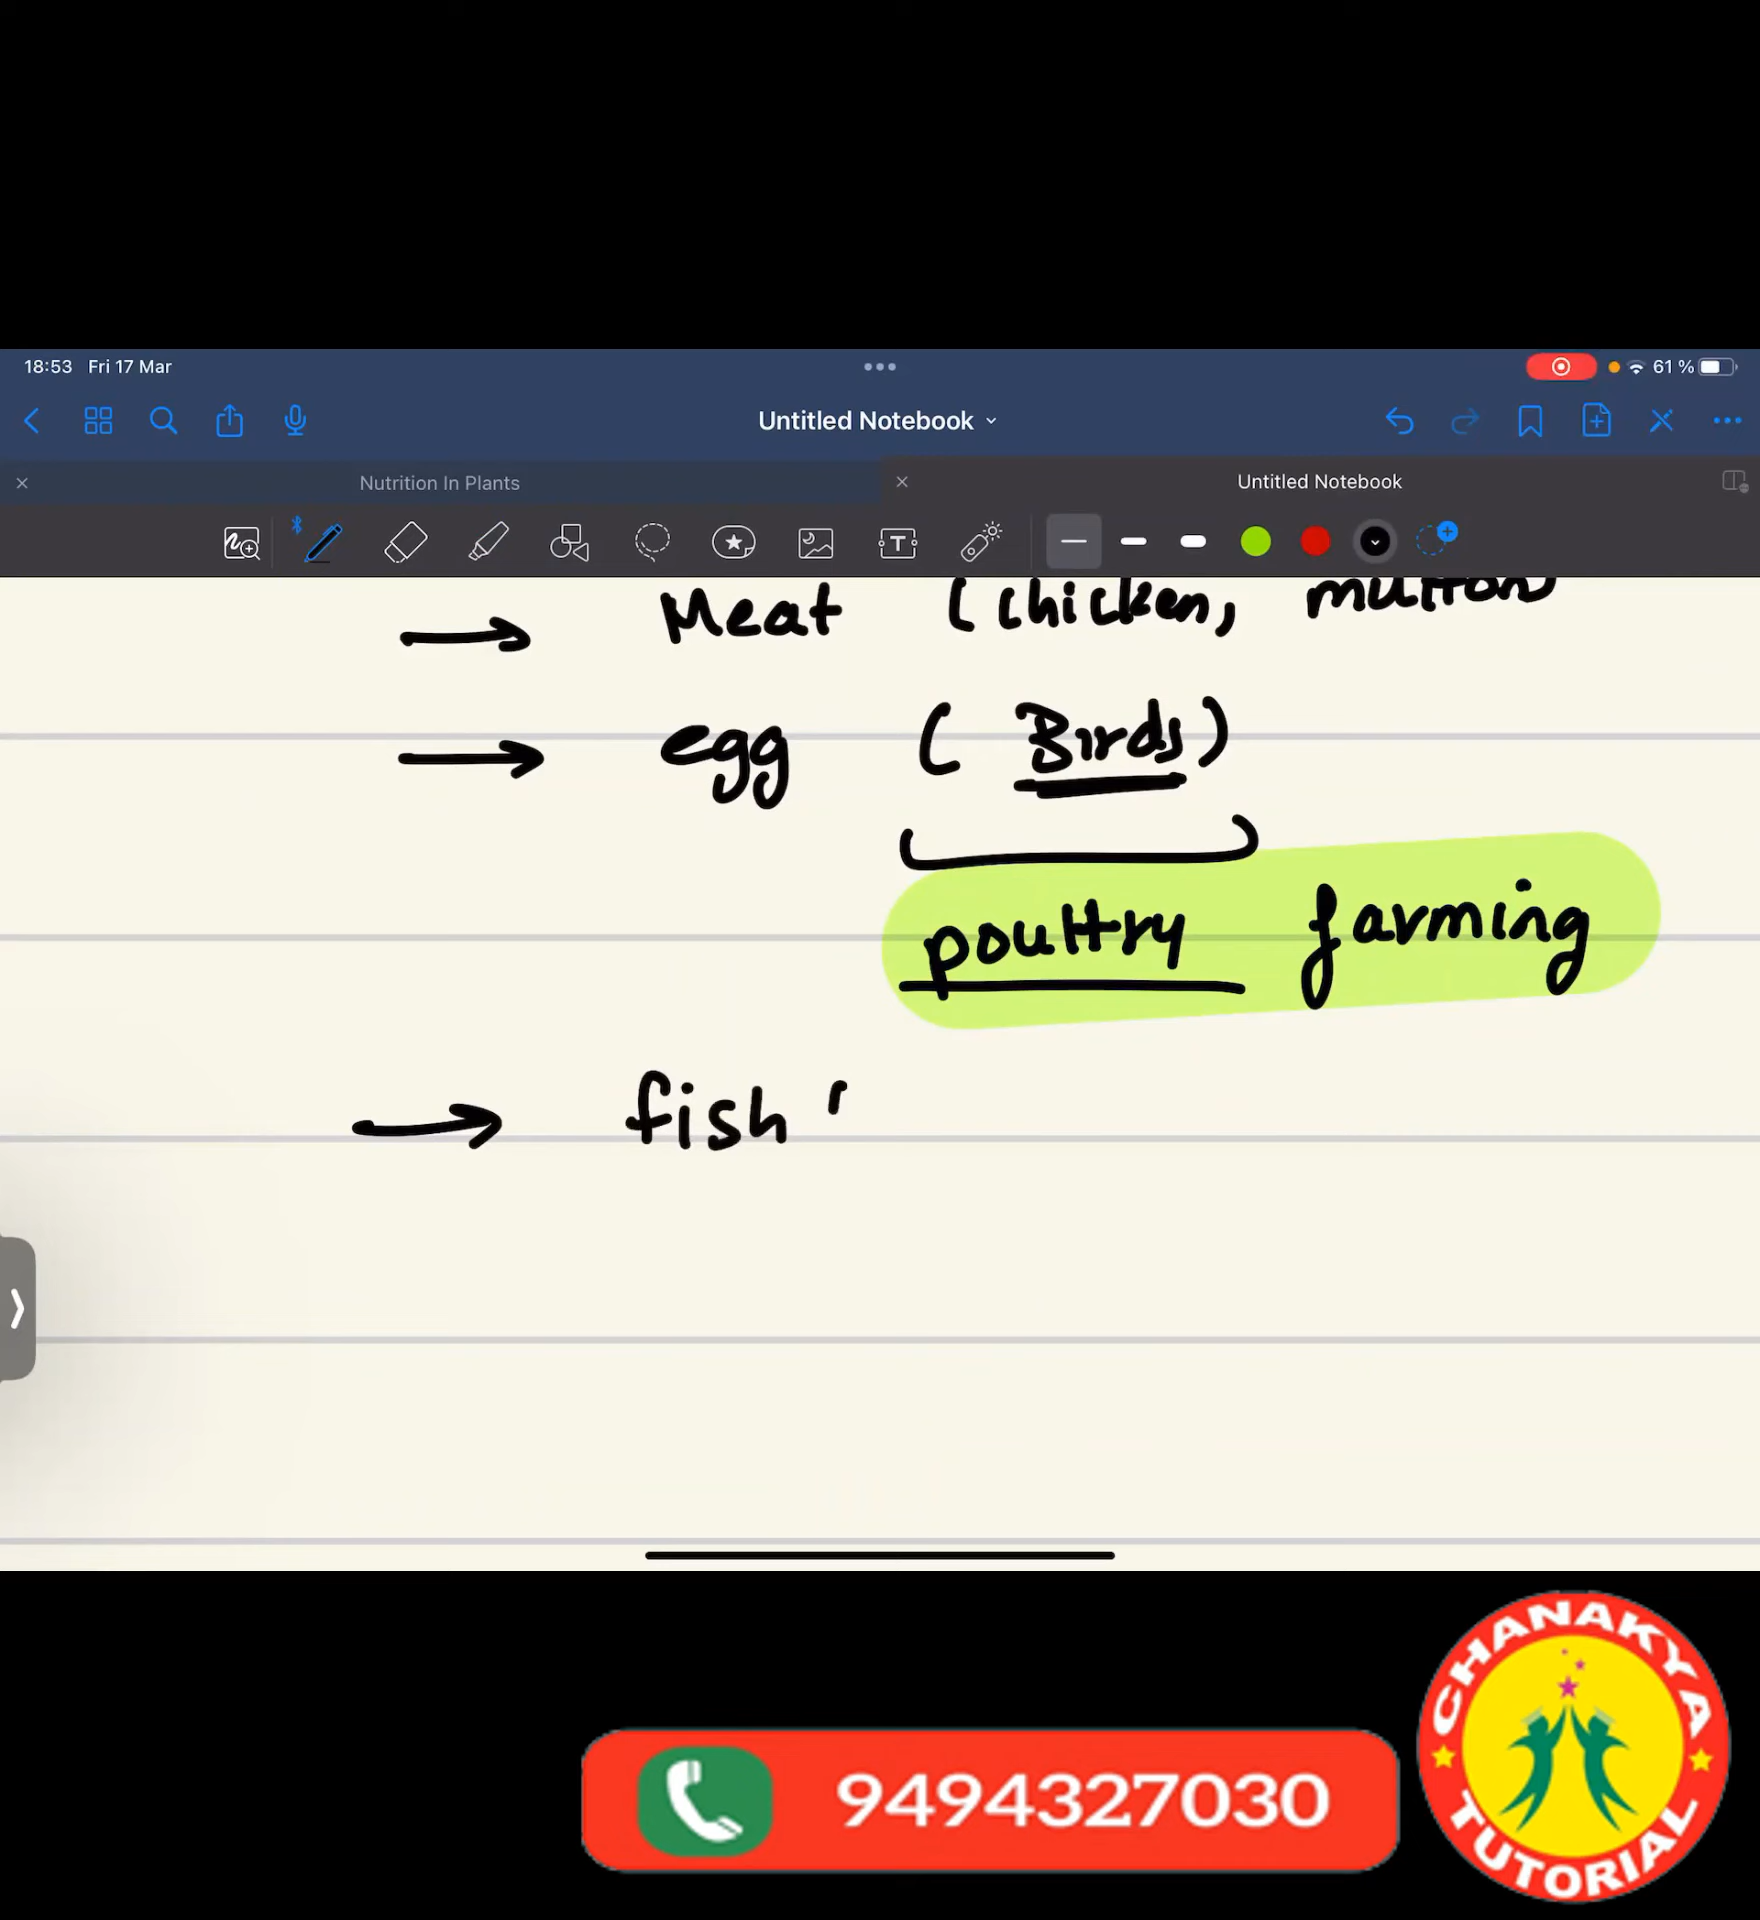 18:53 Fri 17 Mar
61 %
Untitled Notebook
Nutrition In Plants
Untitled Notebook
T
→ Meat (Chicken, mutton)
→ egg (Birds)
poultry farming
→ fish
9494327030
CHANAKYA
TUTORIAL